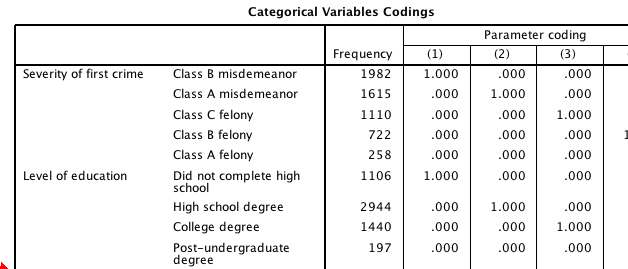 Categorical Variables Codings
Parameter coding
Frequency (1) (2) (3)
Severity of first crime Class B misdemeanor 1982 1.000 .000 .000
Class A misdemeanor 1615 .000 1.000 .000
Class C felony 1110 .000 .000 1.000
Class B felony 722 .000 .000 .000 1
Class A felony 258 .000 .000 .000
Level of education Did not complete high school 1106 1.000 .000 .000
High school degree 2944 .000 1.000 .000
College degree 1440 .000 .000 1.000
Post-undergraduate degree 197 .000 .000 .000